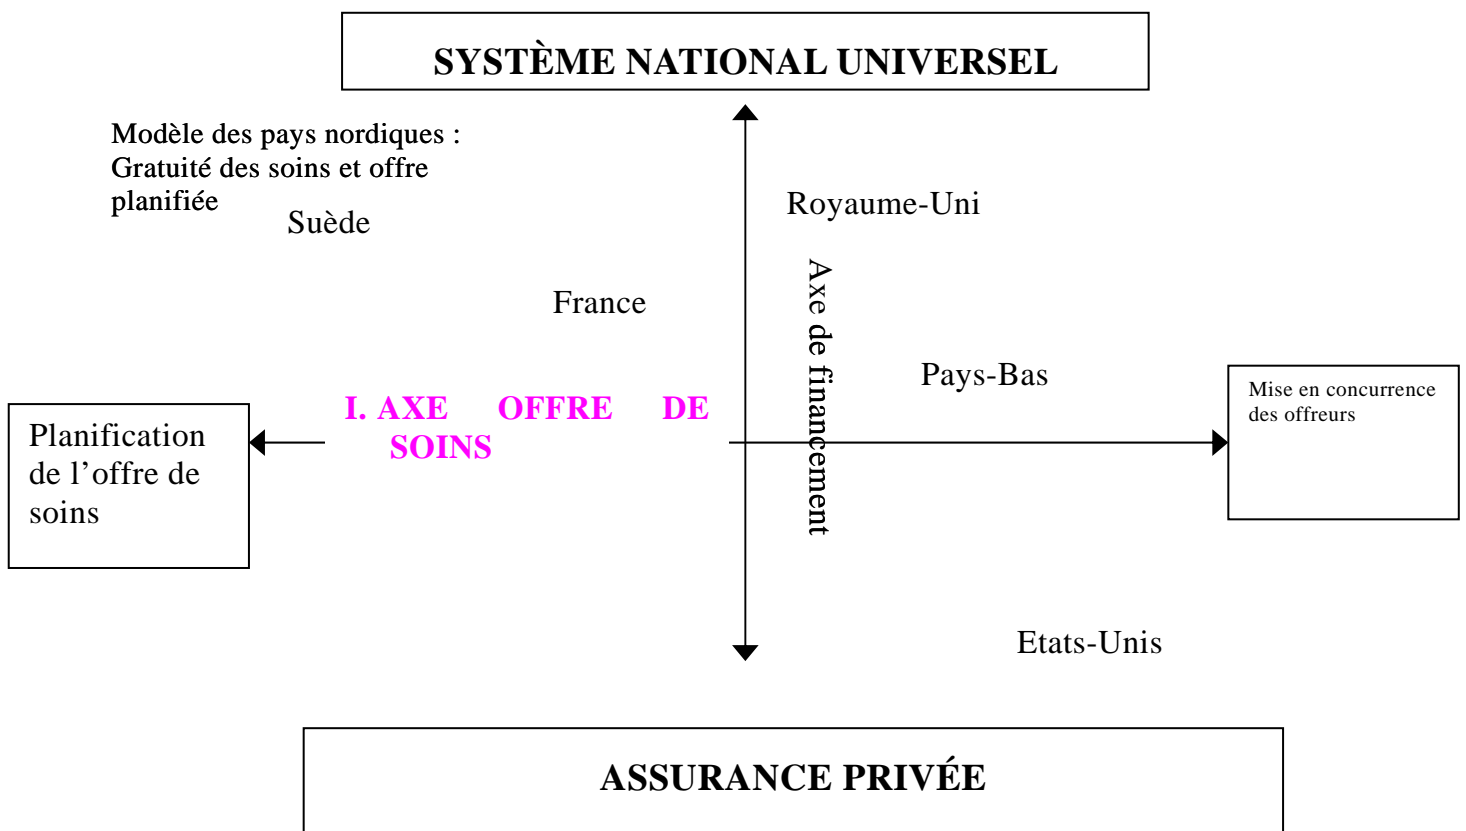 SYSTÈME NATIONAL UNIVERSEL
Modèle des pays nordiques :
Gratuité des soins et offre
planifiée
Suède
Royaume-Uni
France
Axe de financement
Pays-Bas
I. AXE OFFRE DE
SOINS
Planification
de l’offre de
soins
Mise en concurrence
des offreurs
Etats-Unis
ASSURANCE PRIVÉE